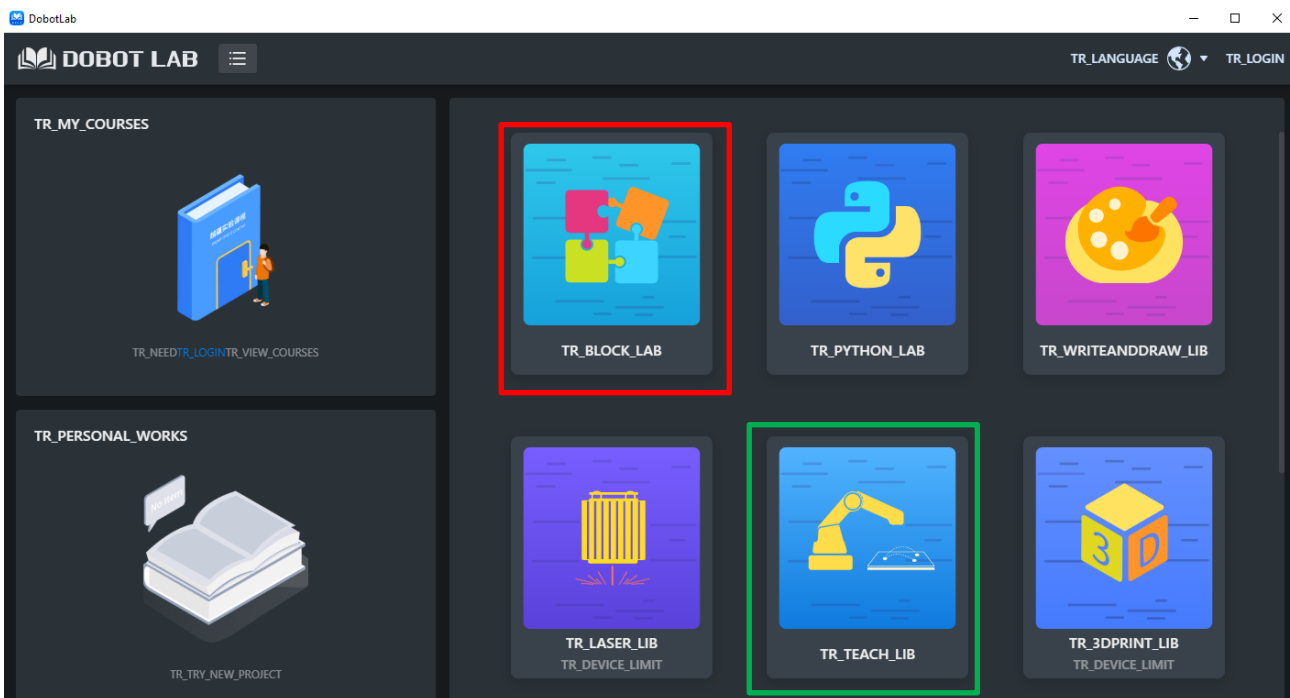 DobotLab
DOBOT LAB
TR_LANGUAGE
TR_LOGIN
TR_MY_COURSES
TR_NEEDTR_LOGINTR_VIEW_COURSES
TR_PERSONAL_WORKS
No item
TR_TRY_NEW_PROJECT
TR_BLOCK_LAB
TR_PYTHON_LAB
TR_WRITEANDDRAW_LIB
TR_LASER_LIB
TR_DEVICE_LIMIT
TR_TEACH_LIB
3D
TR_3DPRINT_LIB
TR_DEVICE_LIMIT